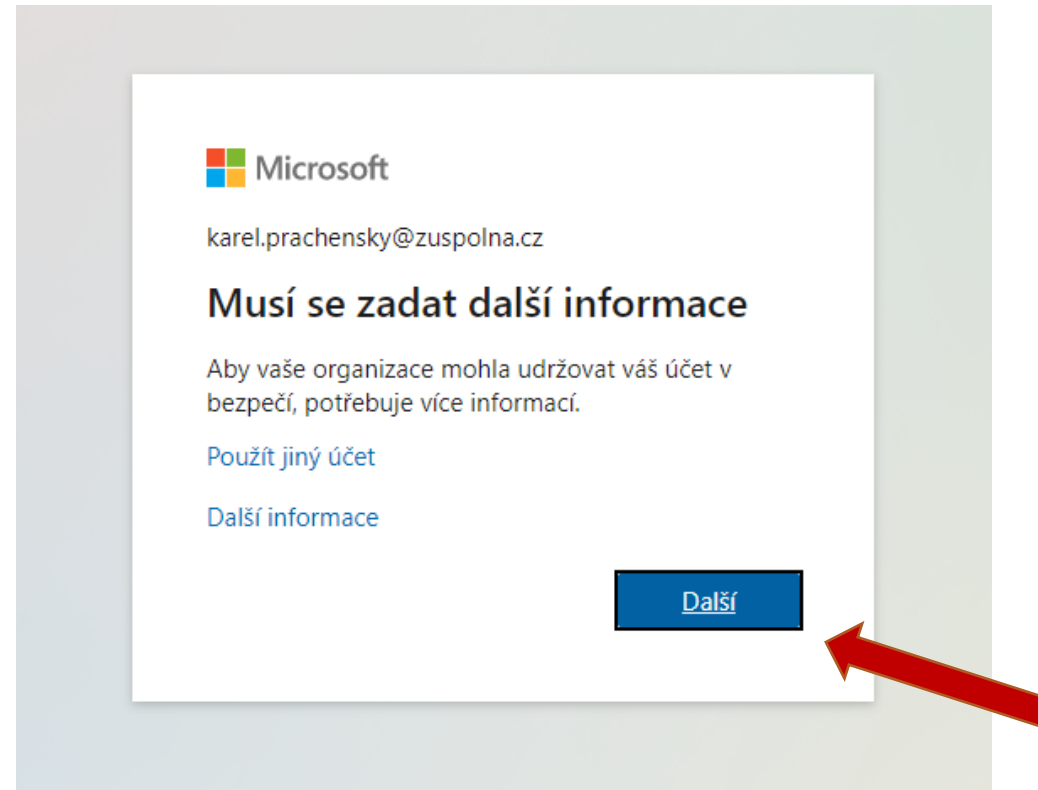 Microsoft
karel.prachensky@zuspolna.cz
Musí se zadat další informace
Aby vaše organizace mohla udržovat váš účet v
bezpečí, potřebuje více informací.
Použít jiný účet
Další informace
Další